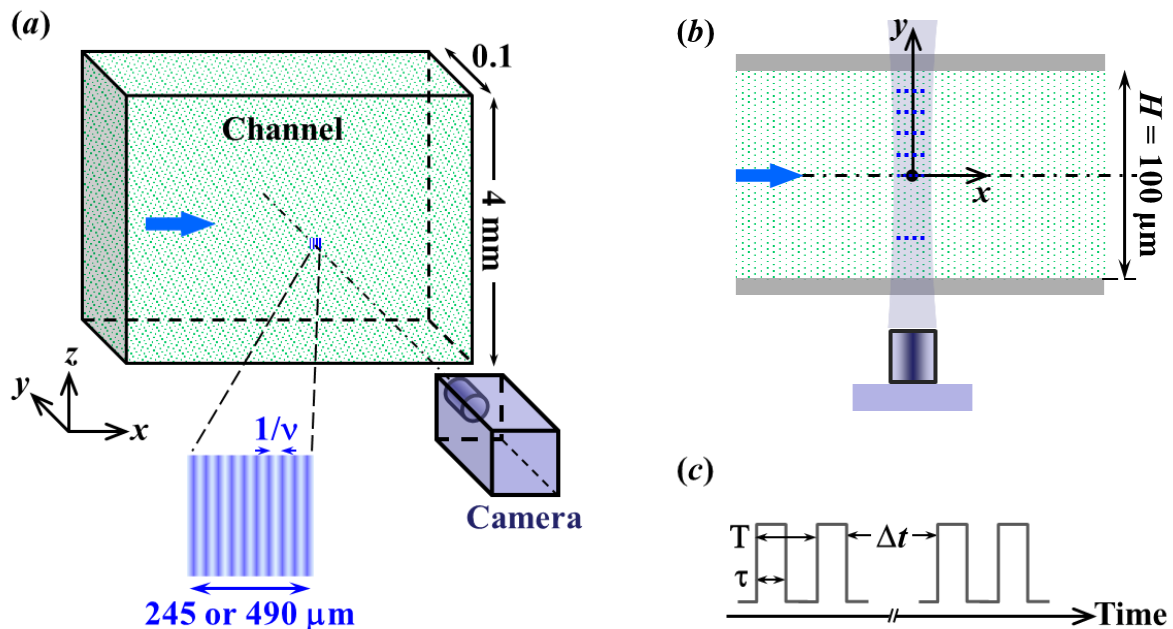 (a)
0.1
Channel
4 mm
z
y
x
1/ν
Camera
245 or 490 μm
(b)
y
x
H = 100 μm
(c)
T
Δt
τ
Time